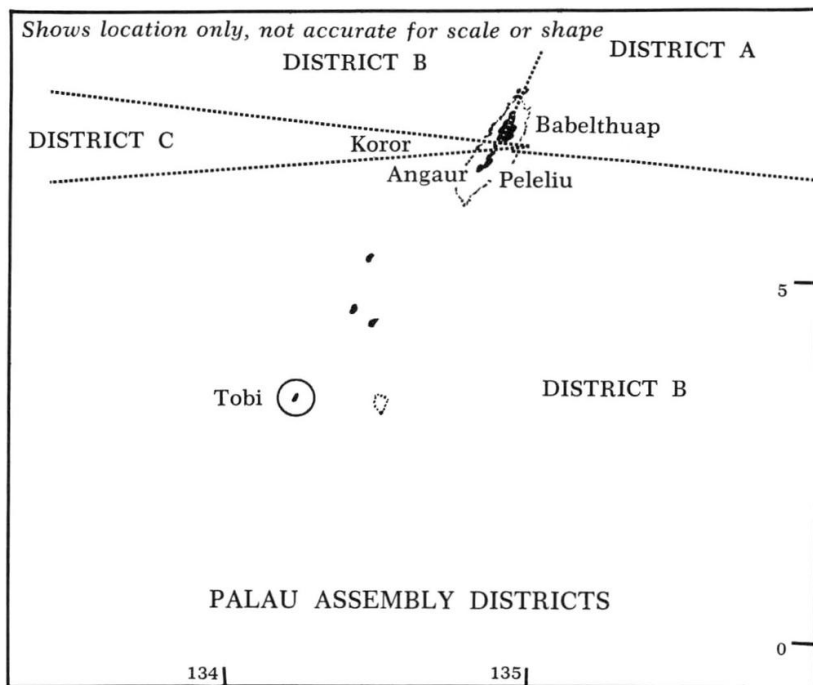 Shows location only, not accurate for scale or shape
DISTRICT B
DISTRICT A
DISTRICT C
Koror
Babelthuap
Angaur
Peleliu
5
Tobi
DISTRICT B
PALAU ASSEMBLY DISTRICTS
0
134
135